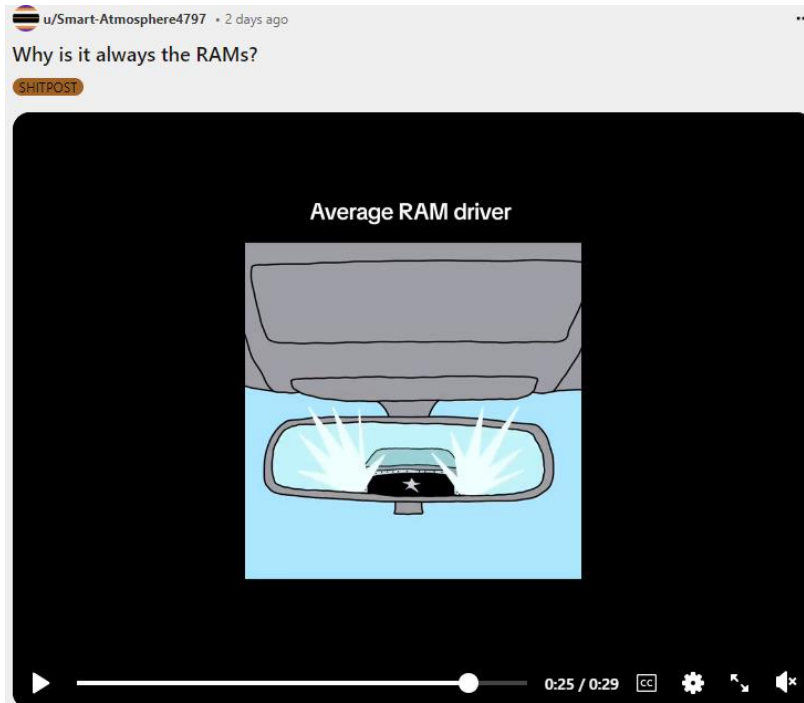 u/Smart-Atmosphere4797 • 2 days ago
Why is it always the RAMs?
SHITPOST
Average RAM driver
0:25 / 0:29
CC